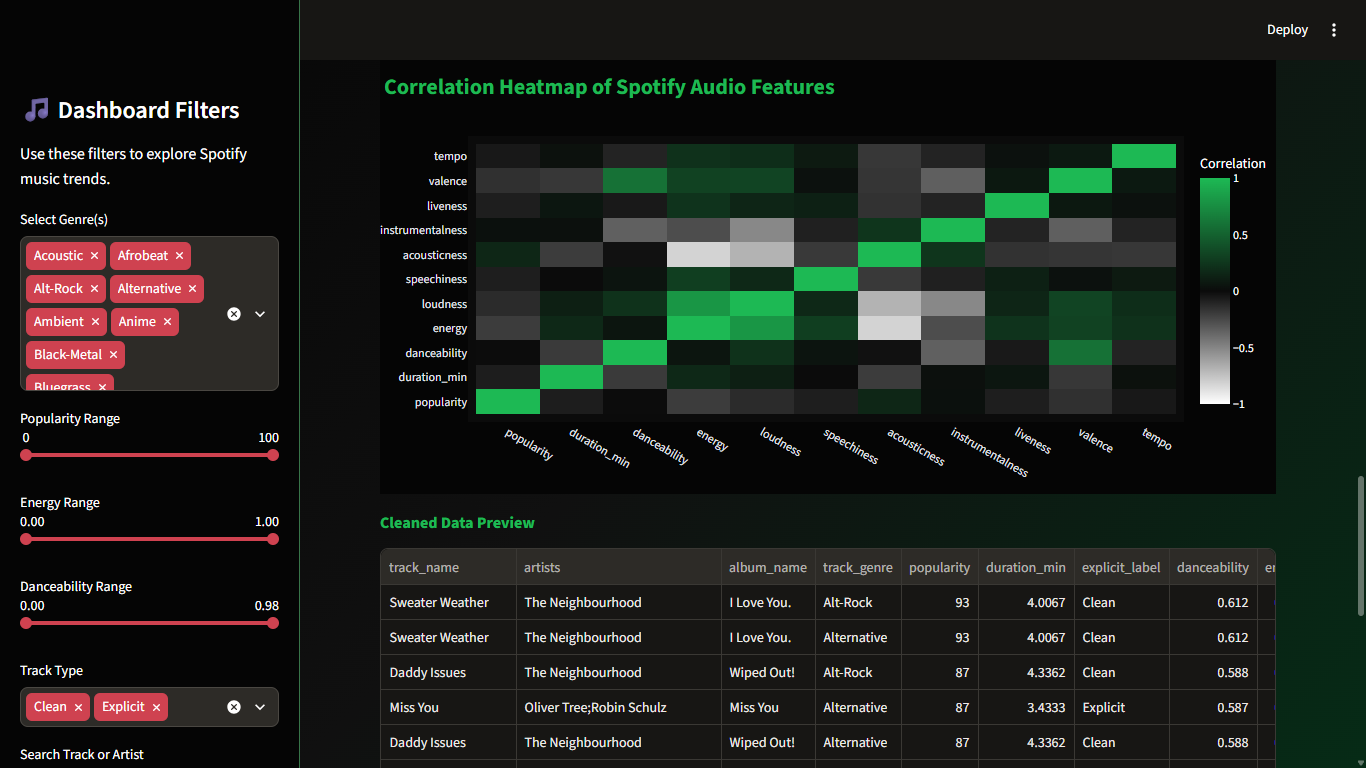 Deploy
🎵 Dashboard Filters
Use these filters to explore Spotify
music trends.
Select Genre(s)
Acoustic × Afrobeat ×
Alt-Rock × Alternative ×
Ambient × Anime ×
Black-Metal ×
Bluegrass ×
Popularity Range
0 100
Energy Range
0.00 1.00
Danceability Range
0.00 0.98
Track Type
Clean × Explicit ×
Search Track or Artist
Correlation Heatmap of Spotify Audio Features
tempo
valence
liveness
instrumentalness
acousticness
speechiness
loudness
energy
danceability
duration_min
popularity
popularity duration_min danceability energy loudness speechiness acousticness instrumentalness liveness valence tempo
Correlation
1
0.5
0
−0.5
−1
Cleaned Data Preview
track_name artists album_name track_genre popularity duration_min explicit_label danceability
Sweater Weather The Neighbourhood I Love You. Alt-Rock 93 4.0067 Clean 0.612
Sweater Weather The Neighbourhood I Love You. Alternative 93 4.0067 Clean 0.612
Daddy Issues The Neighbourhood Wiped Out! Alt-Rock 87 4.3362 Clean 0.588
Miss You Oliver Tree;Robin Schulz Miss You Alternative 87 3.4333 Explicit 0.587
Daddy Issues The Neighbourhood Wiped Out! Alternative 87 4.3362 Clean 0.588